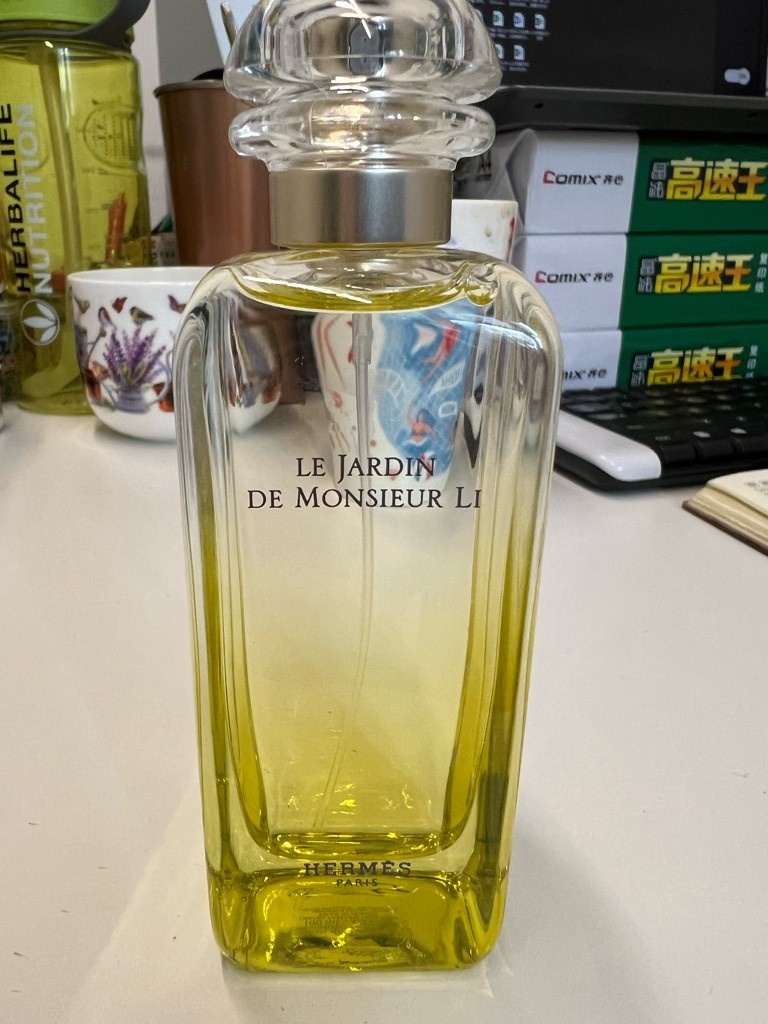 HERBALIFE
NUTRITION
COMIX 齐心
高速王
COMIX 齐心
高速王
高速王
LE JARDIN
DE MONSIEUR LI
HERMÈS
PARIS